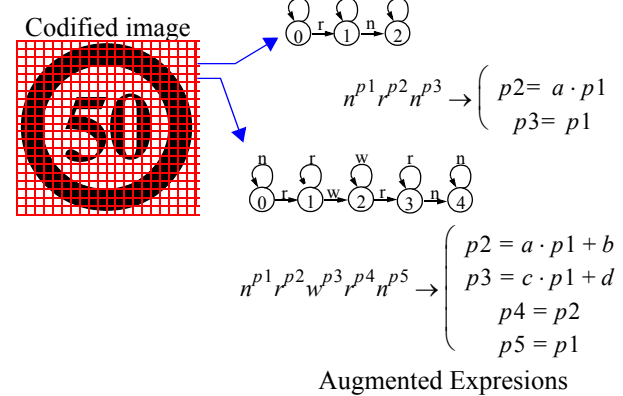 Codified image
50
r n
0 1 2
n^{p1} r^{p2} n^{p3} → ( p2= a · p1
p3= p1
n r w r n
r w r n
0 1 2 3 4
n^{p1} r^{p2} w^{p3} r^{p4} n^{p5} → ( p2 = a · p1 + b
p3 = c · p1 + d
p4 = p2
p5 = p1
Augmented Expresions